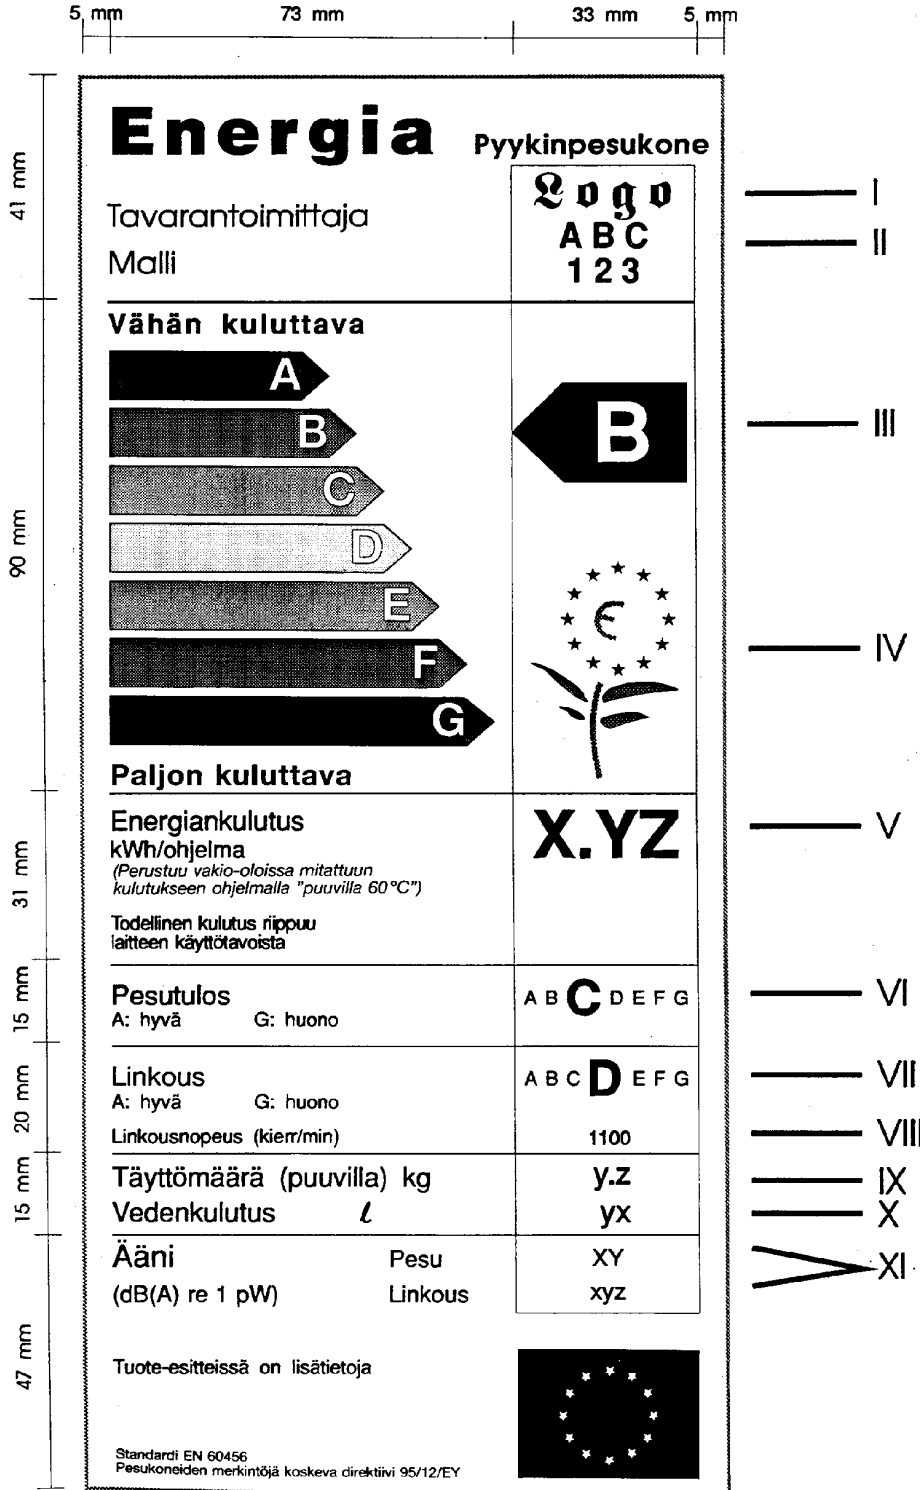 5 mm 73 mm 33 mm 5 mm
41 mm
90 mm
31 mm
15 mm
20 mm
15 mm
47 mm
Energia Pyykinpesukone
Logo I
Tavarantoimittaja
ABC II
Malli
123
Vähän kuluttava
A
B
C
D
E
F
G
B III
IV
Paljon kuluttava
Energiankulutus X.YZ V
kWh/ohjelma
(Perustuu vakio-oloissa mitattuun
kulutukseen ohjelmalla "puuvilla 60°C")
Todellinen kulutus riippuu
laitteen käyttötavoista
Pesutulos A B C D E F G VI
A: hyvä G: huono
Linkous A B C D E F G VII
A: hyvä G: huono
Linkousnopeus (kierr/min) 1100 VIII
Täyttömäärä (puuvilla) kg y.z IX
Vedenkulutus ℓ yx X
Ääni Pesu XY XI
(dB(A) re 1 pW) Linkous xyz
Tuote-esitteissä on lisätietoja
Standardi EN 60456
Pesukoneiden merkintöjä koskeva direktiivi 95/12/EY